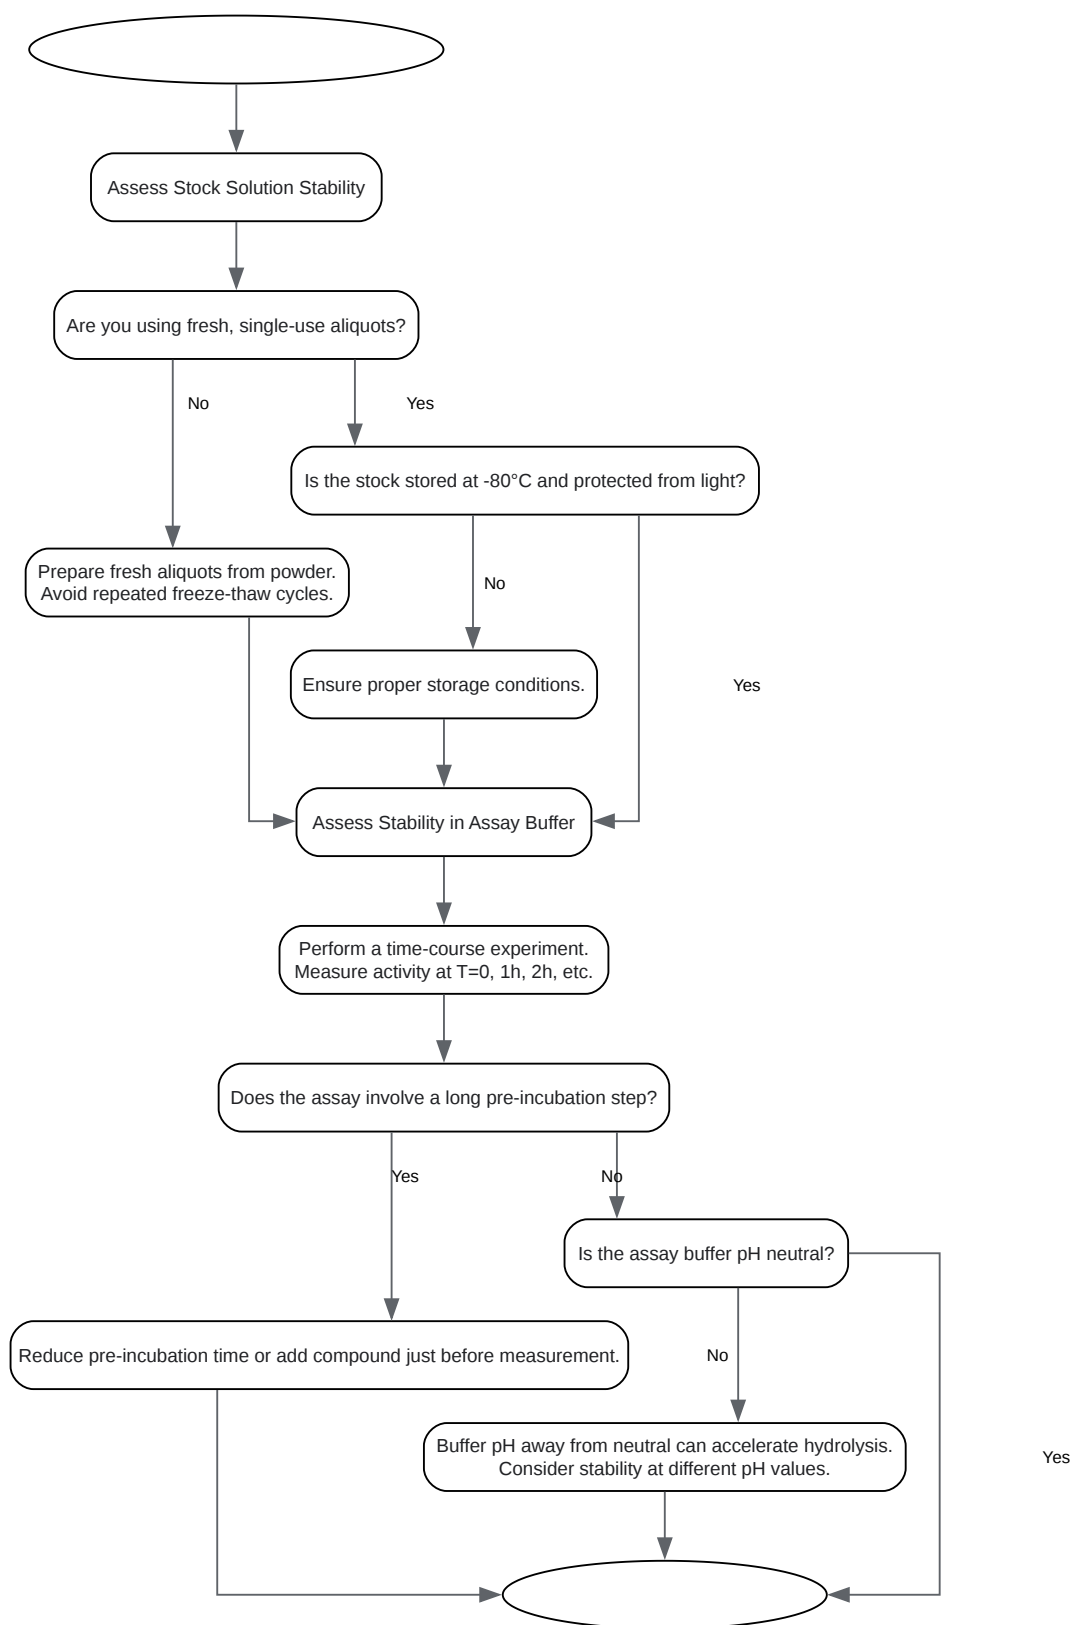 Assess Stock Solution Stability
Are you using fresh, single-use aliquots?
No
Yes
Is the stock stored at -80°C and protected from light?
Prepare fresh aliquots from powder.
Avoid repeated freeze-thaw cycles.
No
Ensure proper storage conditions.
Yes
Assess Stability in Assay Buffer
Perform a time-course experiment.
Measure activity at T=0, 1h, 2h, etc.
Does the assay involve a long pre-incubation step?
Yes
No
Is the assay buffer pH neutral?
Reduce pre-incubation time or add compound just before measurement.
No
Buffer pH away from neutral can accelerate hydrolysis.
Consider stability at different pH values.
Yes